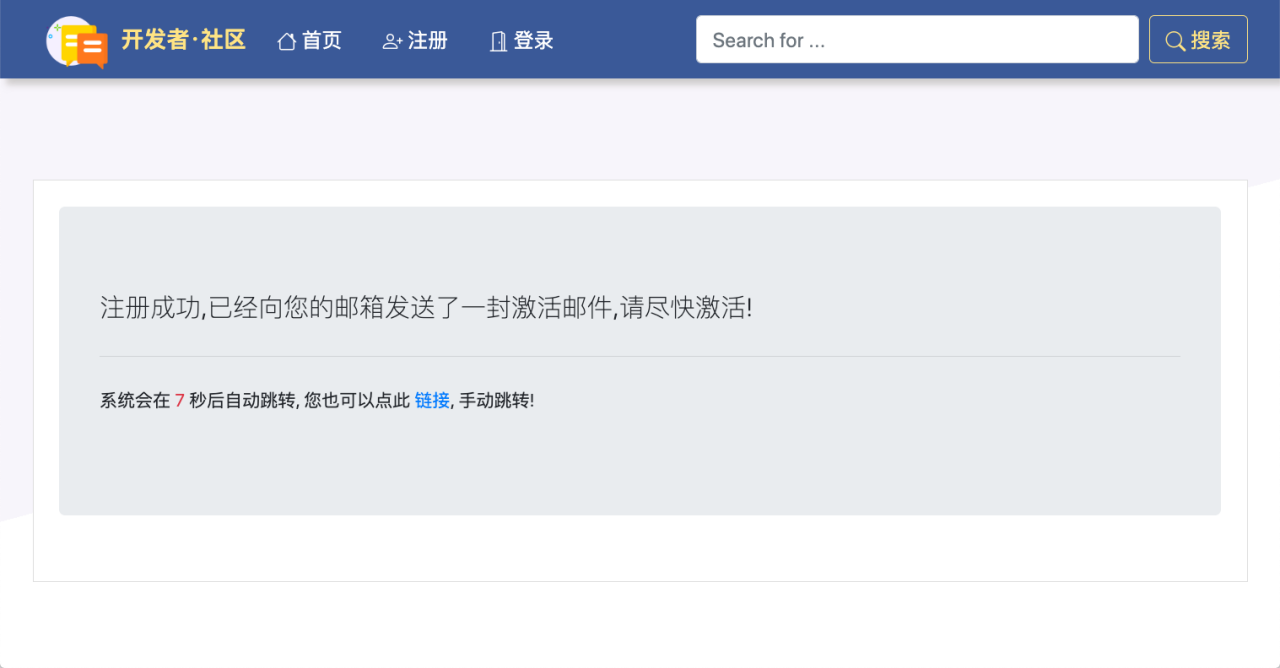 开发者·社区 首页 注册 登录 Search for ... 搜索
注册成功,已经向您的邮箱发送了一封激活邮件,请尽快激活!
系统会在 7 秒后自动跳转, 您也可以点此 链接, 手动跳转!